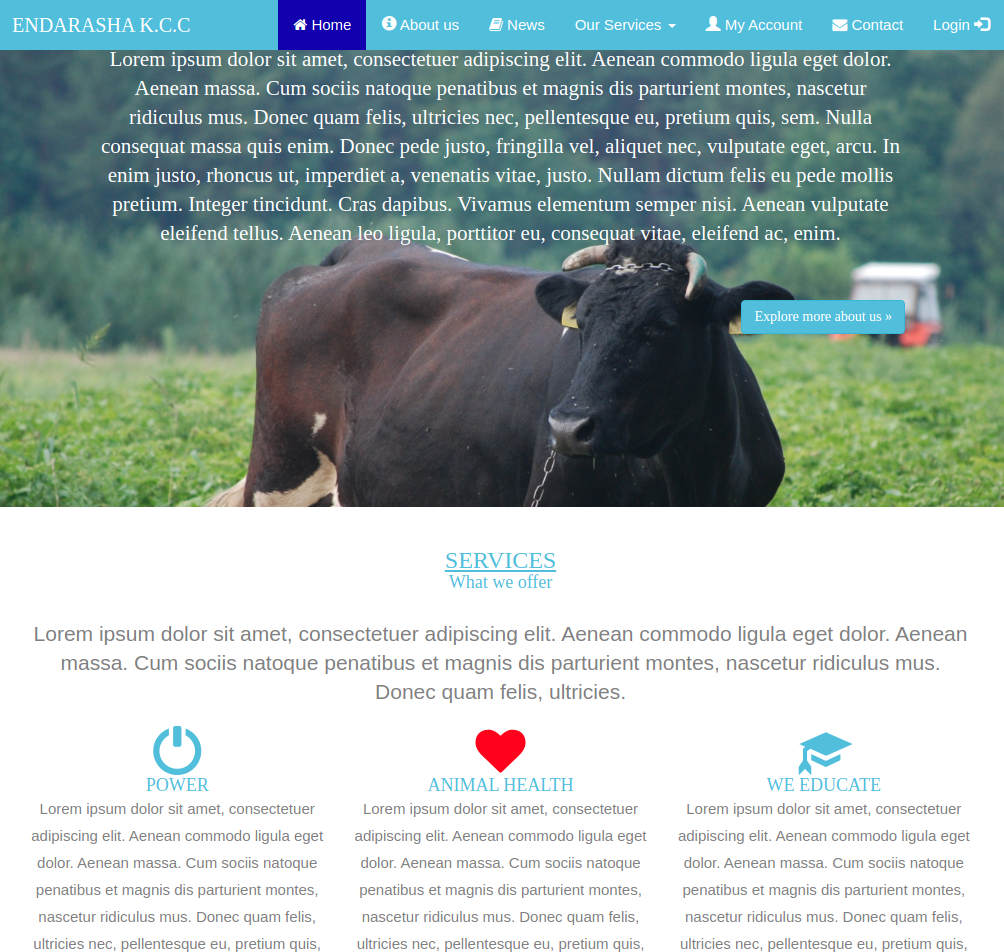 ENDARASHA K.C.C
Home
About us
News
Our Services
My Account
Contact
Login
Lorem ipsum dolor sit amet, consectetuer adipiscing elit. Aenean commodo ligula eget dolor.
Aenean massa. Cum sociis natoque penatibus et magnis dis parturient montes, nascetur
ridiculus mus. Donec quam felis, ultricies nec, pellentesque eu, pretium quis, sem. Nulla
consequat massa quis enim. Donec pede justo, fringilla vel, aliquet nec, vulputate eget, arcu. In
enim justo, rhoncus ut, imperdiet a, venenatis vitae, justo. Nullam dictum felis eu pede mollis
pretium. Integer tincidunt. Cras dapibus. Vivamus elementum semper nisi. Aenean vulputate
eleifend tellus. Aenean leo ligula, porttitor eu, consequat vitae, eleifend ac, enim.
Explore more about us »
SERVICES
What we offer
Lorem ipsum dolor sit amet, consectetuer adipiscing elit. Aenean commodo ligula eget dolor. Aenean
massa. Cum sociis natoque penatibus et magnis dis parturient montes, nascetur ridiculus mus.
Donec quam felis, ultricies.
POWER
Lorem ipsum dolor sit amet, consectetuer
adipiscing elit. Aenean commodo ligula eget
dolor. Aenean massa. Cum sociis natoque
penatibus et magnis dis parturient montes,
nascetur ridiculus mus. Donec quam felis,
ultricies nec, pellentesque eu, pretium quis,
ANIMAL HEALTH
Lorem ipsum dolor sit amet, consectetuer
adipiscing elit. Aenean commodo ligula eget
dolor. Aenean massa. Cum sociis natoque
penatibus et magnis dis parturient montes,
nascetur ridiculus mus. Donec quam felis,
ultricies nec, pellentesque eu, pretium quis,
WE EDUCATE
Lorem ipsum dolor sit amet, consectetuer
adipiscing elit. Aenean commodo ligula eget
dolor. Aenean massa. Cum sociis natoque
penatibus et magnis dis parturient montes,
nascetur ridiculus mus. Donec quam felis,
ultricies nec, pellentesque eu, pretium quis,